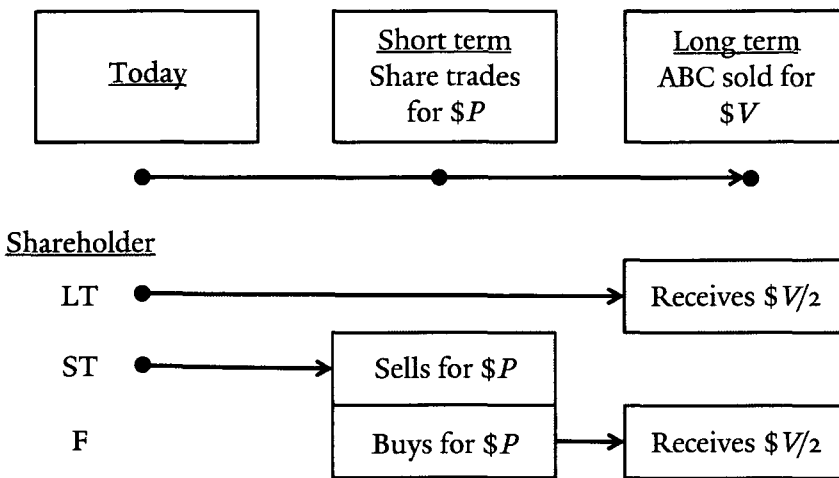 Today
Short term
Share trades
for $P
Long term
ABC sold for
$V
Shareholder
LT
Receives $V/2
ST
Sells for $P
F
Buys for $P
Receives $V/2